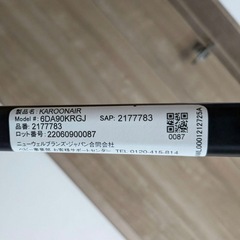 製品名: KAROONAIR
Model #: 6DA90KRGJ SAP: 2177783
品番#: 2177783
ロット番号: 22060900087
0087
ニューウェルブランズ・ジャパン合同会社
TEL: 0120-415-814